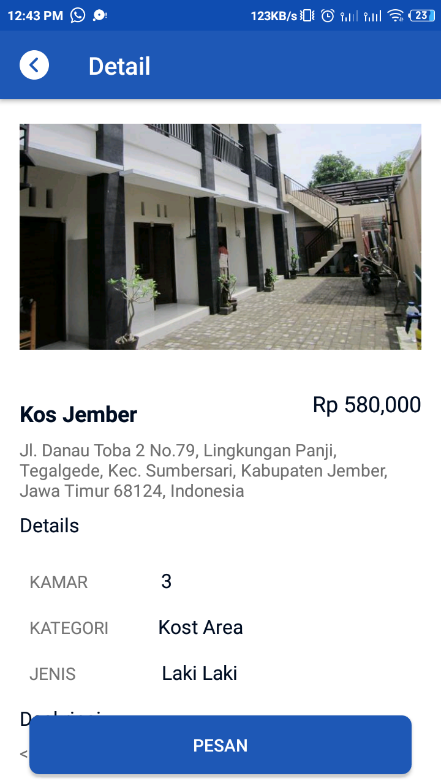 12:43 PM
123KB/s
23
Detail
Kos Jember
Rp 580,000
Jl. Danau Toba 2 No.79, Lingkungan Panji,
Tegalgede, Kec. Sumbersari, Kabupaten Jember,
Jawa Timur 68124, Indonesia
Details
KAMAR 3
KATEGORI Kost Area
JENIS Laki Laki
<
PESAN